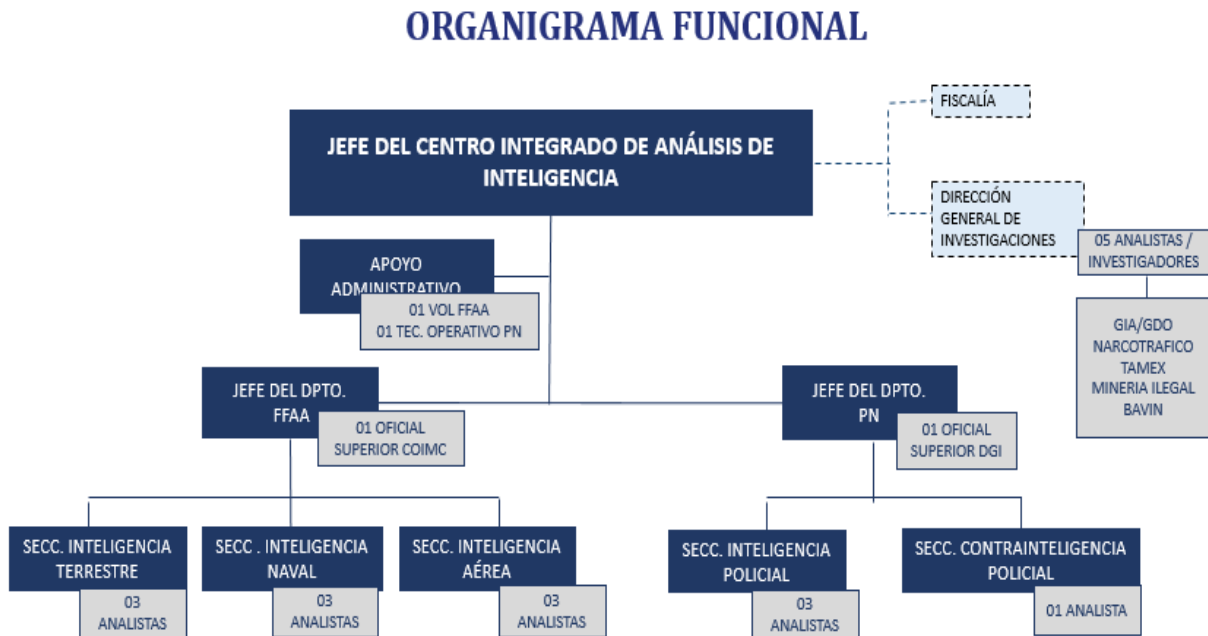 ORGANIGRAMA FUNCIONAL
JEFE DEL CENTRO INTEGRADO DE ANÁLISIS DE
INTELIGENCIA
FISCALÍA
DIRECCIÓN
GENERAL DE
INVESTIGACIONES
05 ANALISTAS /
INVESTIGADORES
GIA/GDO
NARCOTRAFICO
TAMEX
MINERIA ILEGAL
BAVIN
APOYO
ADMINISTRATIVO
01 VOL FFAA
01 TEC. OPERATIVO PN
JEFE DEL DPTO.
FFAA
01 OFICIAL
SUPERIOR COIMC
JEFE DEL DPTO.
PN
01 OFICIAL
SUPERIOR DGI
SECC. INTELIGENCIA
TERRESTRE
03
ANALISTAS
SECC . INTELIGENCIA
NAVAL
03
ANALISTAS
SECC. INTELIGENCIA
AÉREA
03
ANALISTAS
SECC. INTELIGENCIA
POLICIAL
03
ANALISTAS
SECC. CONTRAINTELIGENCIA
POLICIAL
01 ANALISTA